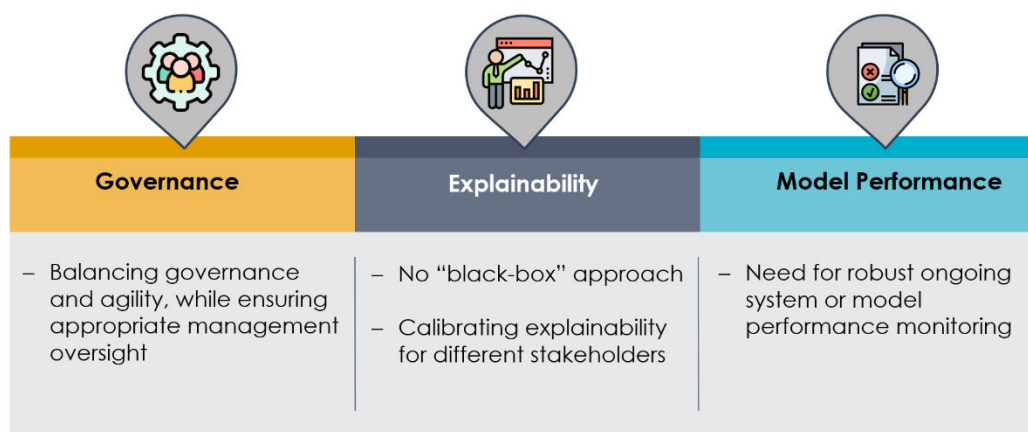 Governance
Explainability
Model Performance
– Balancing governance
and agility, while ensuring
appropriate management
oversight
– No “black-box” approach
– Calibrating explainability
for different stakeholders
– Need for robust ongoing
system or model
performance monitoring